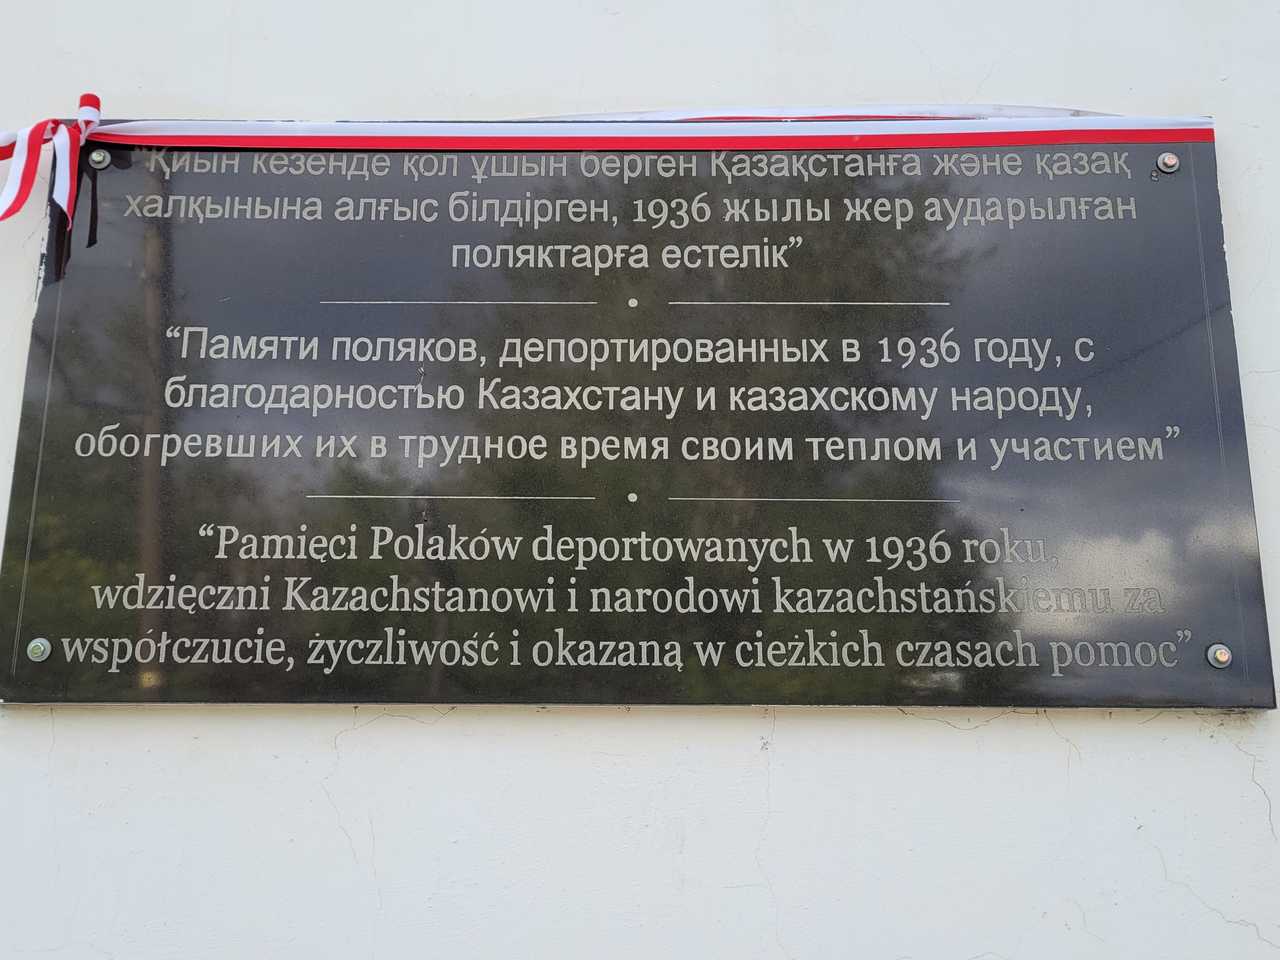 "Қиын кезенде қол ұшын берген Қазақстанға және қазақ
халқынына алғыс білдірген, 1936 жылы жер аударылған
поляктарға естелік”
“Памяти поляков, депортированных в 1936 году, с
благодарностью Казахстану и казахскому народу,
обогревших их в трудное время своим теплом и участием”
“Pamięci Polaków deportowanych w 1936 roku,
wdzięczni Kazachstanowi i narodowi kazachstańskiemu za
współczucie, życzliwość i okazaną w cieżkich czasach pomoc”